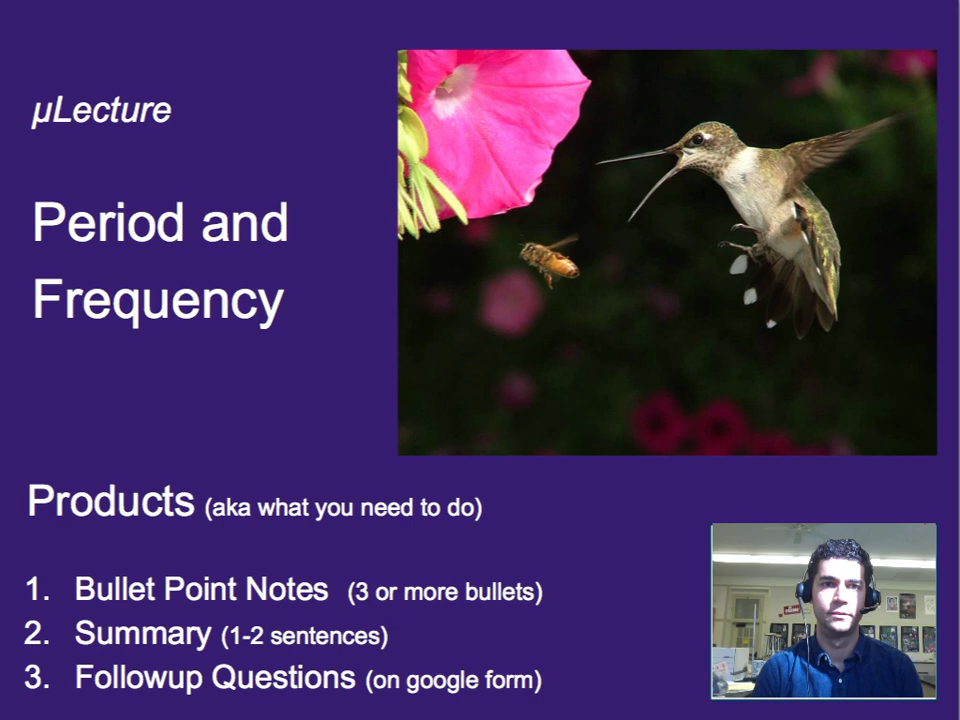 µLecture
Period and
Frequency
Products (aka what you need to do)
1. Bullet Point Notes (3 or more bullets)
2. Summary (1-2 sentences)
3. Followup Questions (on google form)